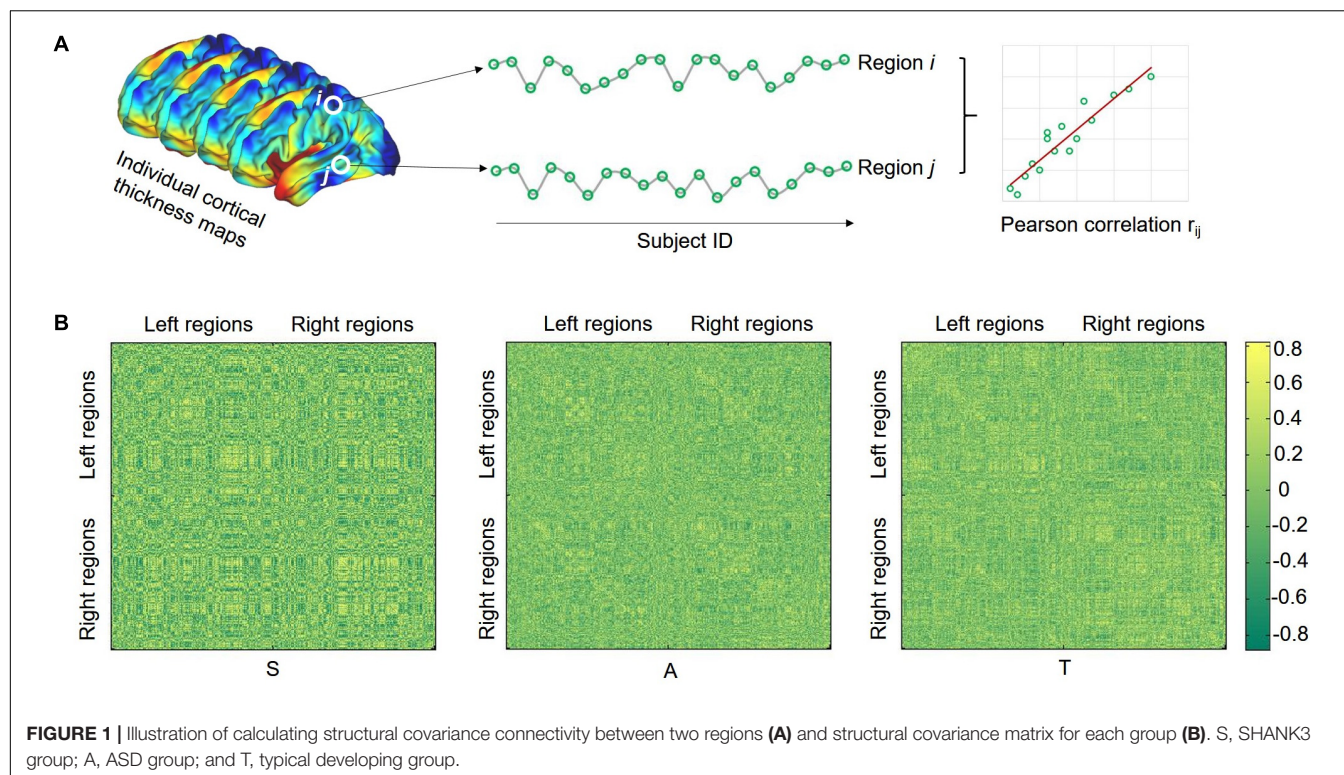 A
i
j
Individual cortical
thickness maps
Region i
Region j
Subject ID
Pearson correlation rij
B
Left regions Right regions
Left regions Right regions
Left regions Right regions
Left regions
Right regions
Left regions
Right regions
Left regions
Right regions
S
A
T
0.8
0.6
0.4
0.2
0
-0.2
-0.4
-0.6
-0.8
FIGURE 1 | Illustration of calculating structural covariance connectivity between two regions (A) and structural covariance matrix for each group (B). S, SHANK3
group; A, ASD group; and T, typical developing group.